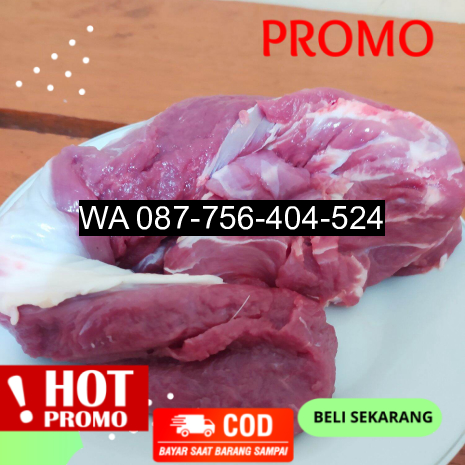 PROMO
WA 087-756-404-524
! HOT
PROMO
COD
BAYAR SAAT BARANG SAMPAI
BELI SEKARANG